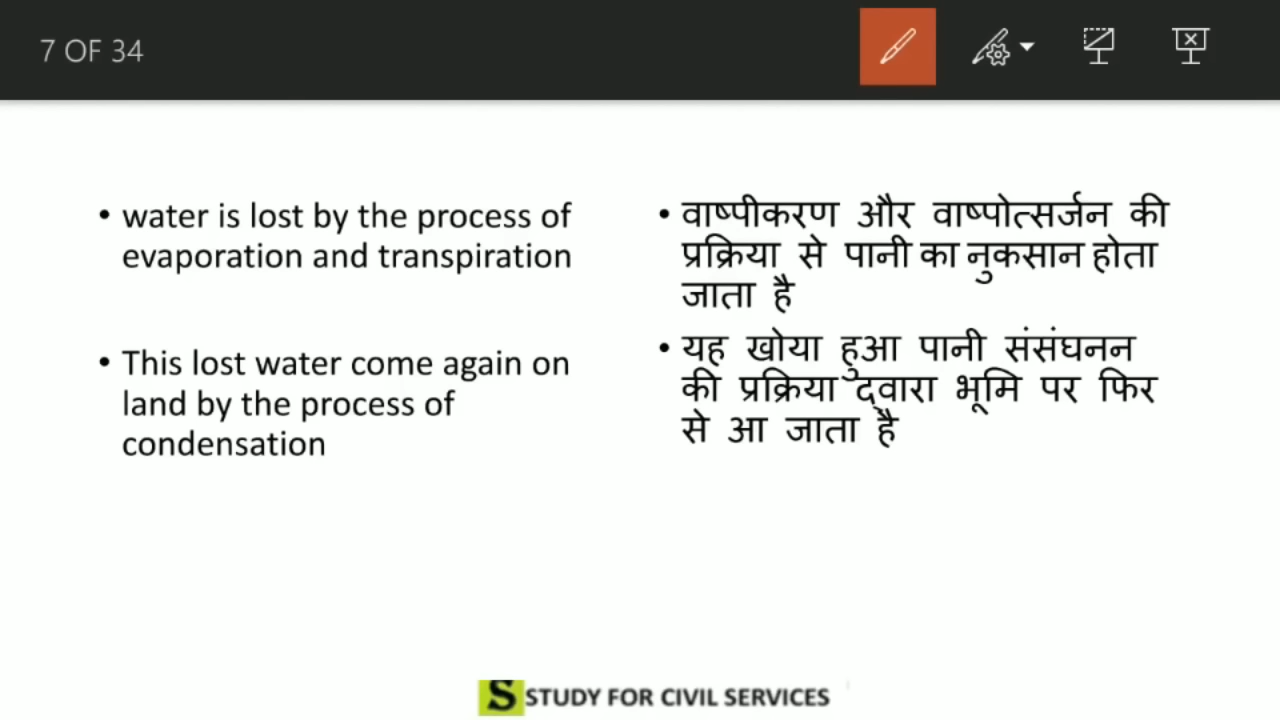 7 OF 34
• water is lost by the process of
evaporation and transpiration
• This lost water come again on
land by the process of
condensation
• वाष्पीकरण और वाष्पोत्सर्जन की
प्रक्रिया से पानी का नुकसान होता
जाता है
• यह खोया हुआ पानी संसंघनन
की प्रक्रिया द्वारा भूमि पर फिर
से आ जाता है
S STUDY FOR CIVIL SERVICES